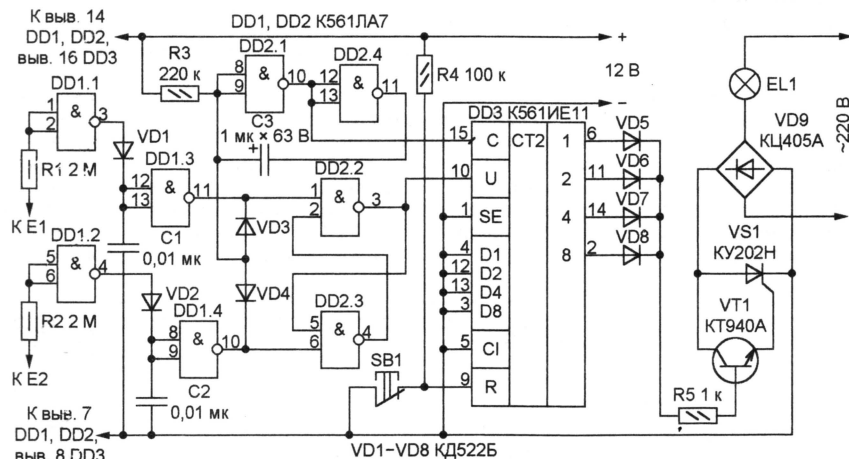 К выв. 14
DD1, DD2,
выв. 16 DD3
DD1, DD2 К561ЛА7
+
12 В
−
~220 В
R3
220 к
DD2.1
8
9
&
10
DD2.4
12
13
&
11
R4 100 к
EL1
VD9
КЦ405А
DD1.1
1
2
&
3
VD1
C3
1 мк × 63 В
+
DD3 К561ИЕ11
15
C
CT2
1
6
VD5
10
U
2
11
VD6
1
SE
4
14
VD7
8
2
VD8
4
D1
12
D2
13
D4
3
D8
5
CI
9
R
R1 2 М
К Е1
DD1.3
12
13
&
11
C1
0,01 мк
DD2.2
1
2
&
3
VD3
VD4
DD1.2
5
6
&
4
R2 2 М
К Е2
VD2
DD1.4
8
9
&
10
C2
0,01 мк
DD2.3
5
6
&
4
SB1
VS1
КУ202Н
VT1
КТ940А
R5 1 к
К выв. 7
DD1, DD2,
выв. 8 DD3
VD1−VD8 КД522Б